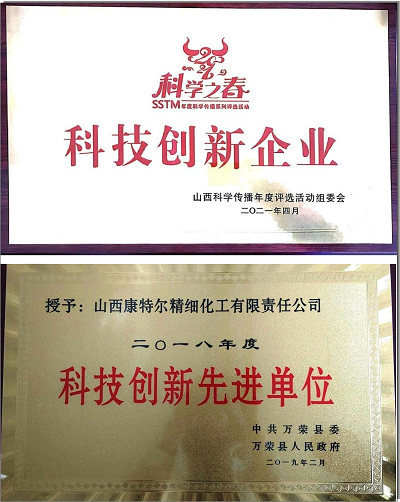 2021
科学之春
SSTM年度科学传播系列评选活动
科技创新企业
山西科学传播年度评选活动组委会
二〇二一年四月
授予：山西康特尔精细化工有限责任公司
二〇一八年度
科技创新先进单位
中共万荣县委
万荣县人民政府
二〇一九年二月